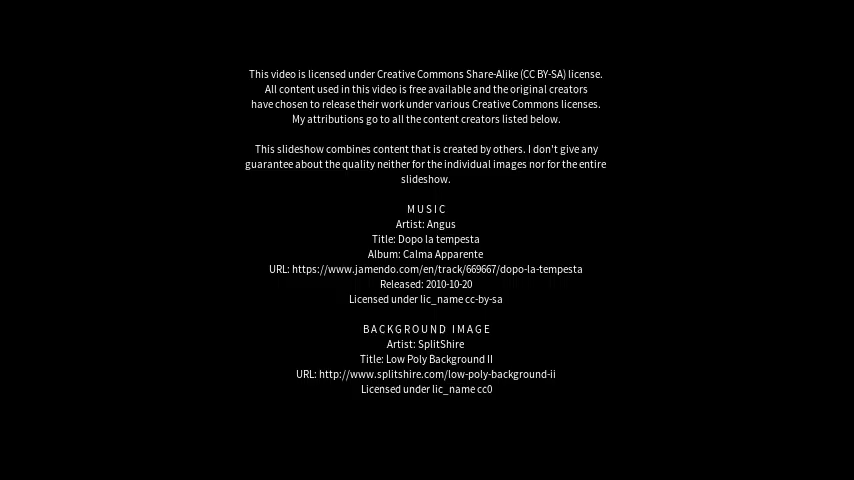 This video is licensed under Creative Commons Share-Alike (CC BY-SA) license.
All content used in this video is free available and the original creators
have chosen to release their work under various Creative Commons licenses.
My attributions go to all the content creators listed below.
This slideshow combines content that is created by others. I don't give any
guarantee about the quality neither for the individual images nor for the entire
slideshow.
MUSIC
Artist: Angus
Title: Dopo la tempesta
Album: Calma Apparente
URL: https://www.jamendo.com/en/track/669667/dopo-la-tempesta
Released: 2010-10-20
Licensed under lic_name cc-by-sa
BACKGROUND IMAGE
Artist: SplitShire
Title: Low Poly Background II
URL: http://www.splitshire.com/low-poly-background-ii
Licensed under lic_name cc0